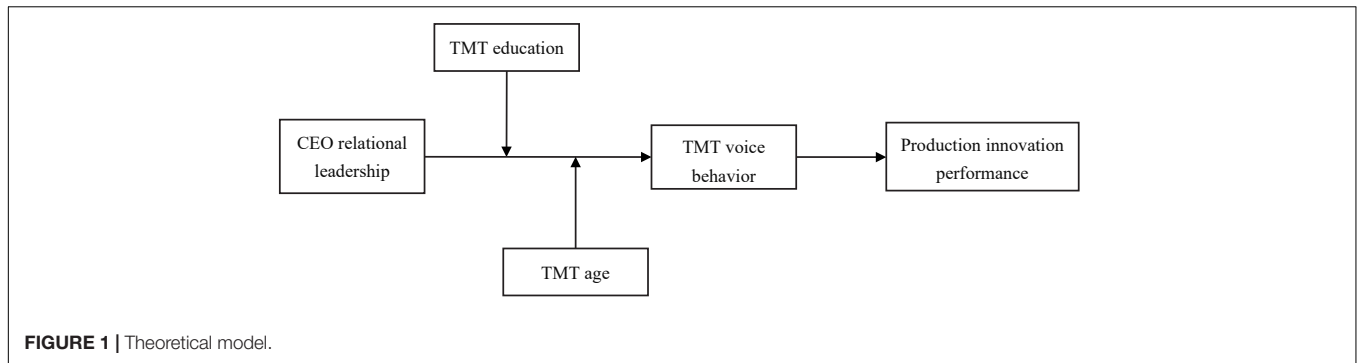 TMT education
CEO relational
leadership
TMT voice
behavior
Production innovation
performance
TMT age
FIGURE 1 | Theoretical model.